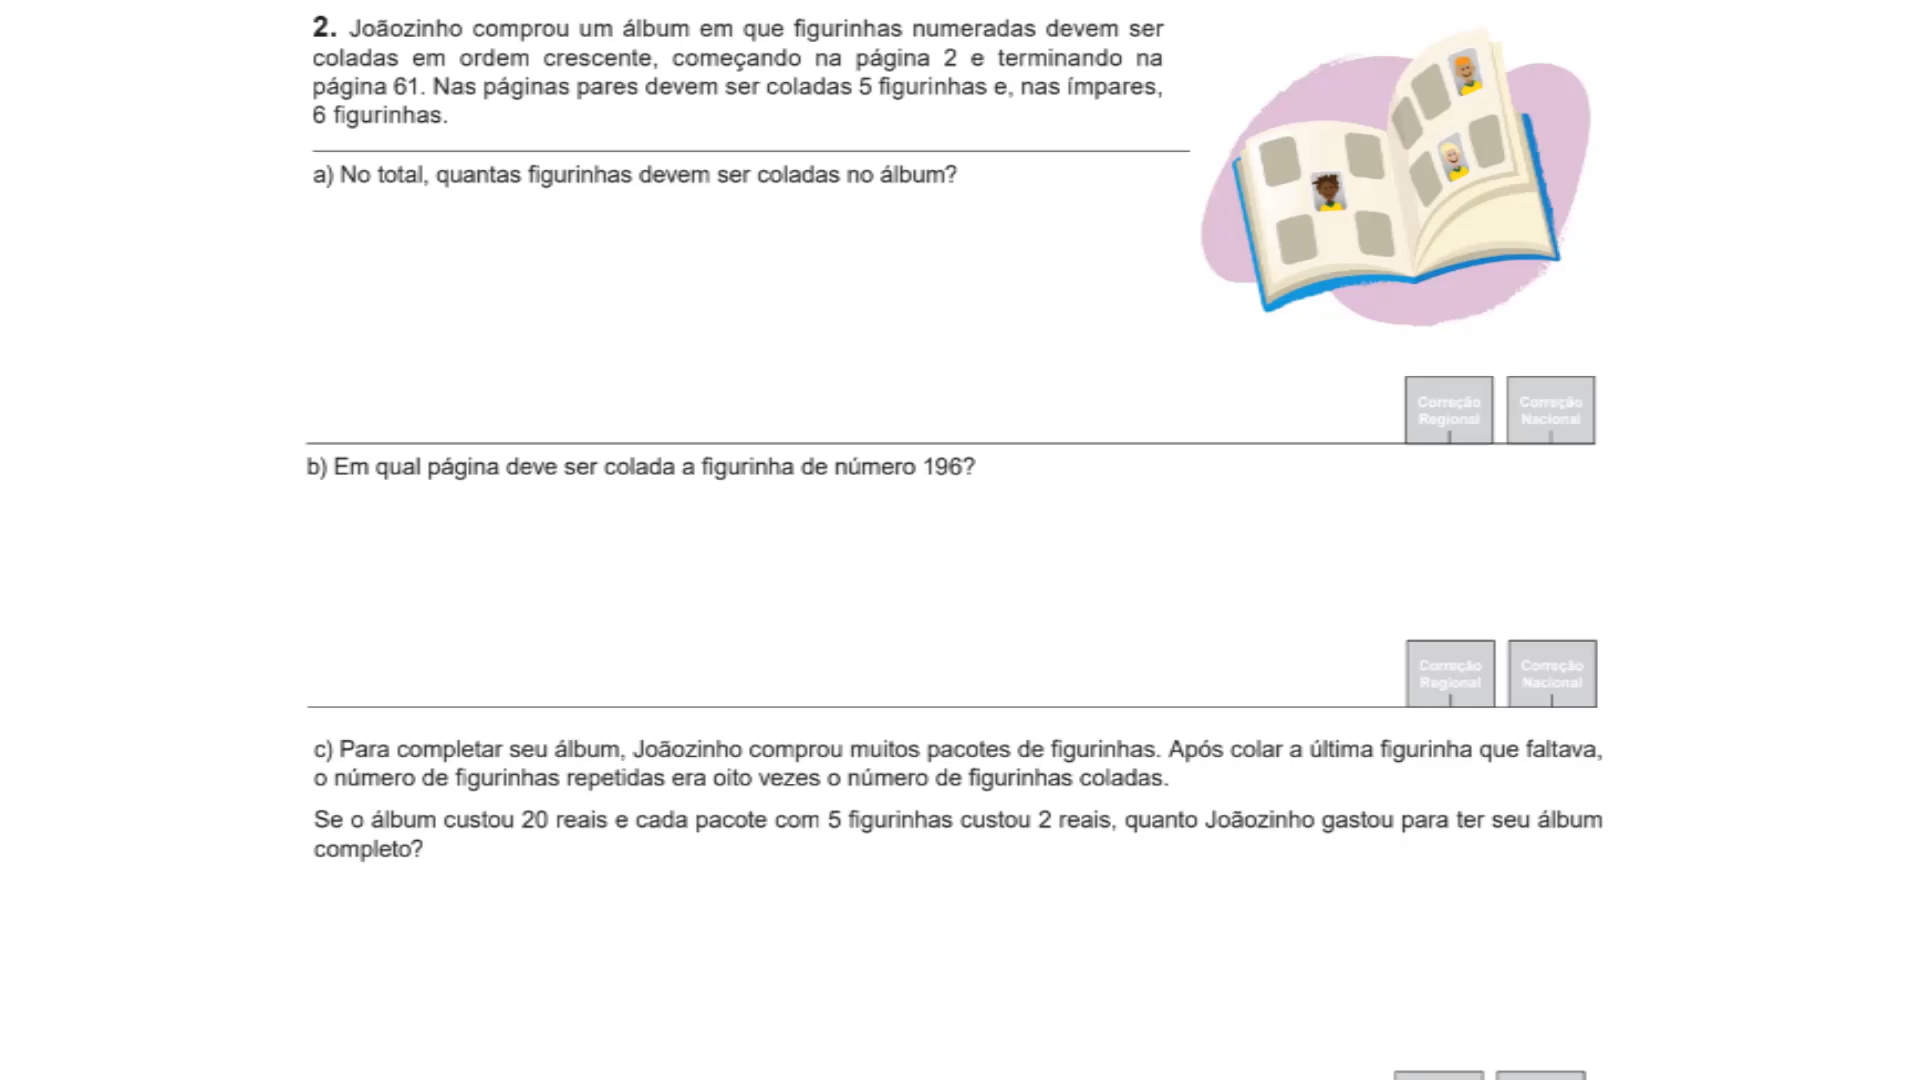 2. Joãozinho comprou um álbum em que figurinhas numeradas devem ser
coladas em ordem crescente, começando na página 2 e terminando na
página 61. Nas páginas pares devem ser coladas 5 figurinhas e, nas ímpares,
6 figurinhas.
a) No total, quantas figurinhas devem ser coladas no álbum?
Correção
Regional
Correção
Nacional
b) Em qual página deve ser colada a figurinha de número 196?
Correção
Regional
Correção
Nacional
c) Para completar seu álbum, Joãozinho comprou muitos pacotes de figurinhas. Após colar a última figurinha que faltava,
o número de figurinhas repetidas era oito vezes o número de figurinhas coladas.
Se o álbum custou 20 reais e cada pacote com 5 figurinhas custou 2 reais, quanto Joãozinho gastou para ter seu álbum
completo?